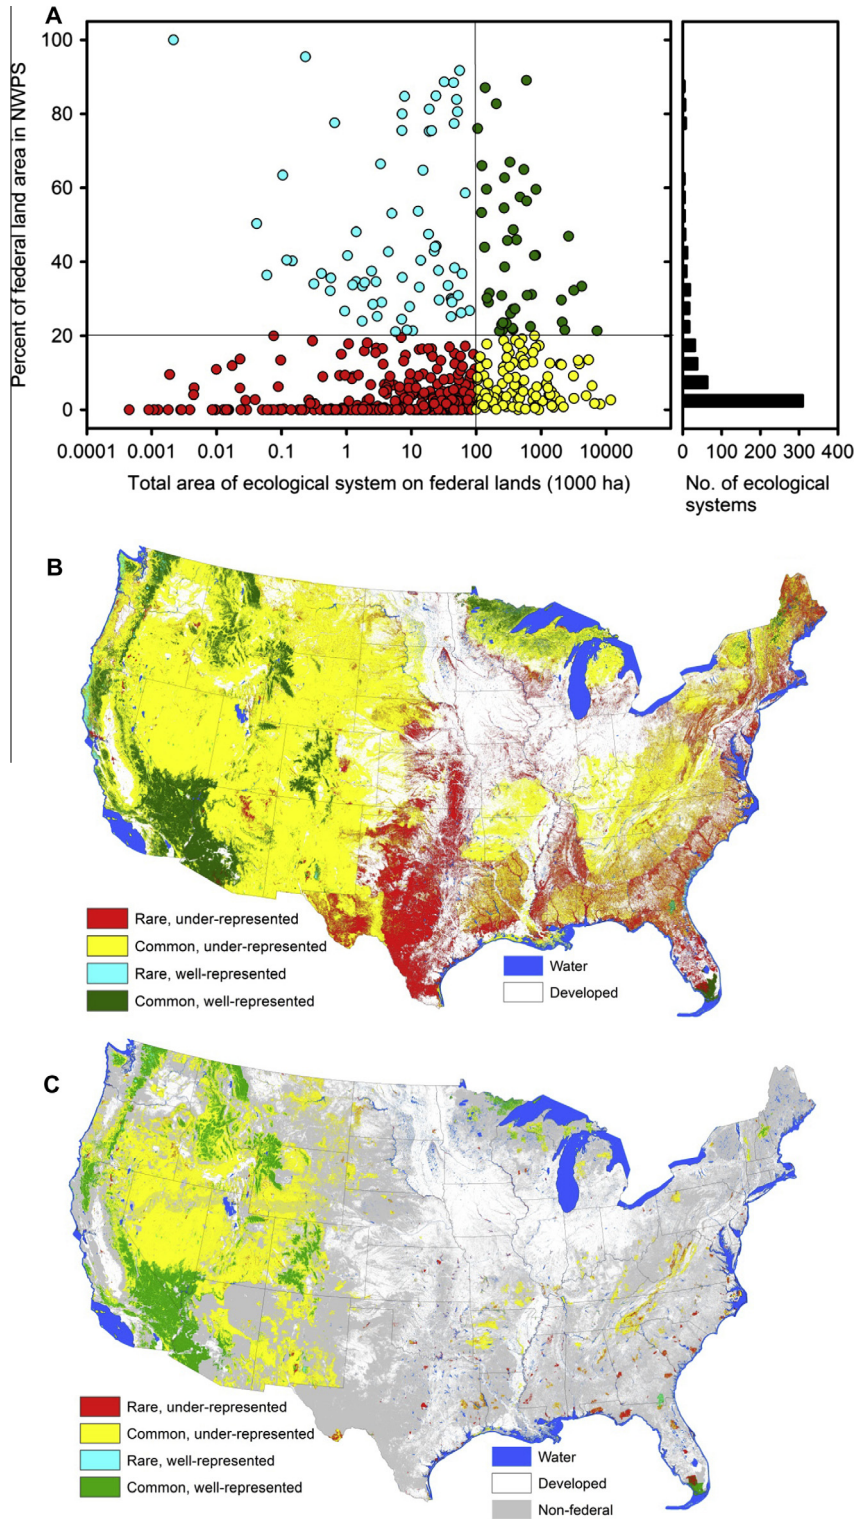 A
Percent of federal land area in NWPS
100
80
60
40
20
0
0.0001 0.001 0.01 0.1 1 10 100 1000 10000
Total area of ecological system on federal lands (1000 ha)
0 100 200 300 400
No. of ecological
systems
B
Rare, under-represented
Common, under-represented
Rare, well-represented
Common, well-represented
Water
Developed
C
Rare, under-represented
Common, under-represented
Rare, well-represented
Common, well-represented
Water
Developed
Non-federal